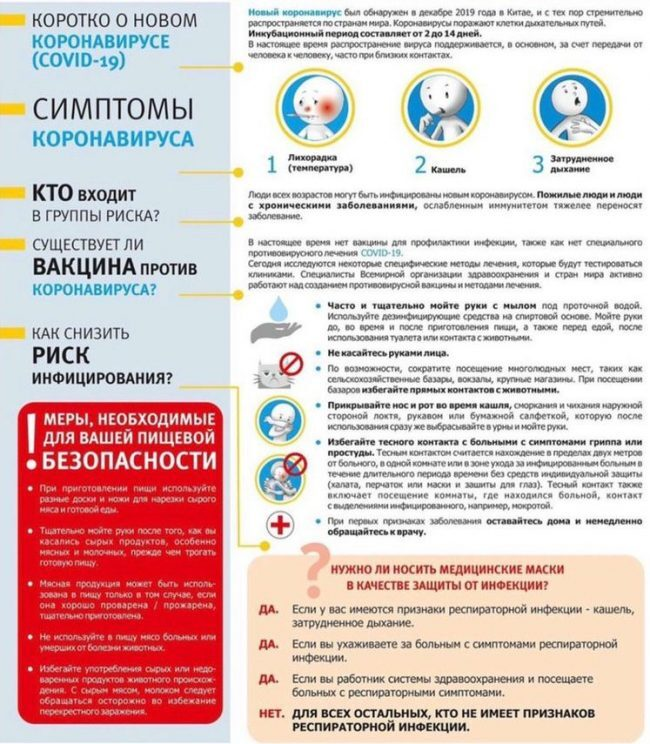 КОРОТКО О НОВОМ
КОРОНАВИРУСЕ
(COVID-19)
Новый коронавирус был обнаружен в декабре 2019 года в Китае, и с тех пор стремительно
распространяется по странам мира. Коронавирусы поражают клетки дыхательных путей.
Инкубационный период составляет от 2 до 14 дней.
В настоящее время распространение вируса поддерживается, в основном, за счет передачи от
человека к человеку, часто при близких контактах.
СИМПТОМЫ
КОРОНАВИРУСА
1 Лихорадка
(температура)
2 Кашель
3 Затрудненное
дыхание
КТО ВХОДИТ
В ГРУППЫ РИСКА?
Люди всех возрастов могут быть инфицированы новым коронавирусом. Пожилые люди и люди
с хроническими заболеваниями, ослабленным иммунитетом тяжелее переносят
заболевание.
СУЩЕСТВУЕТ ЛИ
ВАКЦИНА ПРОТИВ
КОРОНАВИРУСА?
В настоящее время нет вакцины для профилактики инфекции, также как нет специального
противовирусного лечения COVID-19.
Сегодня исследуются некоторые специфические методы лечения, которые будут тестироваться
клиниками. Специалисты Всемирной организации здравоохранения и стран мира активно
работают над созданием противовирусной вакцины и методами лечения.
КАК СНИЗИТЬ
РИСК
ИНФИЦИРОВАНИЯ?
• Часто и тщательно мойте руки с мылом под проточной водой.
Используйте дезинфицирующие средства на спиртовой основе. Мойте руки
до, во время и после приготовления пищи, а также перед едой, после
использования туалета или контакта с животными.
• Не касайтесь руками лица.
• По возможности, сократите посещение многолюдных мест, таких как
сельскохозяйственные базары, вокзалы, крупные магазины. При посещении
базаров избегайте прямых контактов с животными.
• Прикрывайте нос и рот во время кашля, сморкания и чихания наружной
стороной локтя, рукавом или бумажной салфеткой, которую после
использования сразу же выбрасывайте в урны и мойте руки.
• Избегайте тесного контакта с больными с симптомами гриппа или
простуды. Тесным контактом считается нахождение в пределах двух метров
от больного, в одной комнате или в зоне ухода за инфицированным больным в
течение длительного периода времени без средств индивидуальной защиты
(халата, перчаток или маски и защиты для глаз). Тесный контакт также
включает посещение комнаты, где находился больной, контакт
с выделениями инфицированного, например, мокротой.
• При первых признаках заболевания оставайтесь дома и немедленно
обращайтесь к врачу.
! МЕРЫ, НЕОБХОДИМЫЕ
ДЛЯ ВАШЕЙ ПИЩЕВОЙ
БЕЗОПАСНОСТИ
• При приготовлении пищи используйте
разные доски и ножи для нарезки сырого
мяса и готовой еды.
• Тщательно мойте руки после того, как вы
касались сырых продуктов, особенно
мясных и молочных, прежде чем трогать
готовую пищу.
• Мясная продукция может быть исполь-
зована в пищу только в том случае, если
она хорошо проварена / прожарена,
тщательно приготовлена.
• Не используйте в пищу мясо больных или
умерших от болезни животных.
• Избегайте употребления сырых или недо-
варенных продуктов животного происхож-
дения. С сырым мясом, молоком следует
обращаться осторожно во избежание
перекрестного заражения.
? НУЖНО ЛИ НОСИТЬ МЕДИЦИНСКИЕ МАСКИ
В КАЧЕСТВЕ ЗАЩИТЫ ОТ ИНФЕКЦИИ?
ДА. Если у вас имеются признаки респираторной инфекции - кашель,
затрудненное дыхание.
ДА. Если вы ухаживаете за больным с симптомами респираторной
инфекции.
ДА. Если вы работник системы здравоохранения и посещаете
больных с респираторными симптомами.
НЕТ. ДЛЯ ВСЕХ ОСТАЛЬНЫХ, КТО НЕ ИМЕЕТ ПРИЗНАКОВ
РЕСПИРАТОРНОЙ ИНФЕКЦИИ.